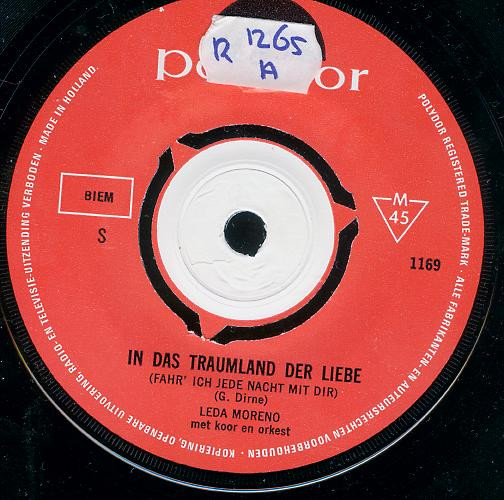 R 1265
A
BIEM
S
M
45
1169
IN DAS TRAUMLAND DER LIEBE
(FAHR' ICH JEDE NACHT MIT DIR)
(G. Dirne)
LEDA MORENO
met koor en orkest
POLYDOR REGISTERED TRADE-MARK · ALLE FABRIKANTEN- EN AUTEURSRECHTEN VOORBEHOUDEN · KOPIERING, OPENBARE UITVOERING RADIO- EN TELEVISIE-UITZENDING VERBODEN · MADE IN HOLLAND.